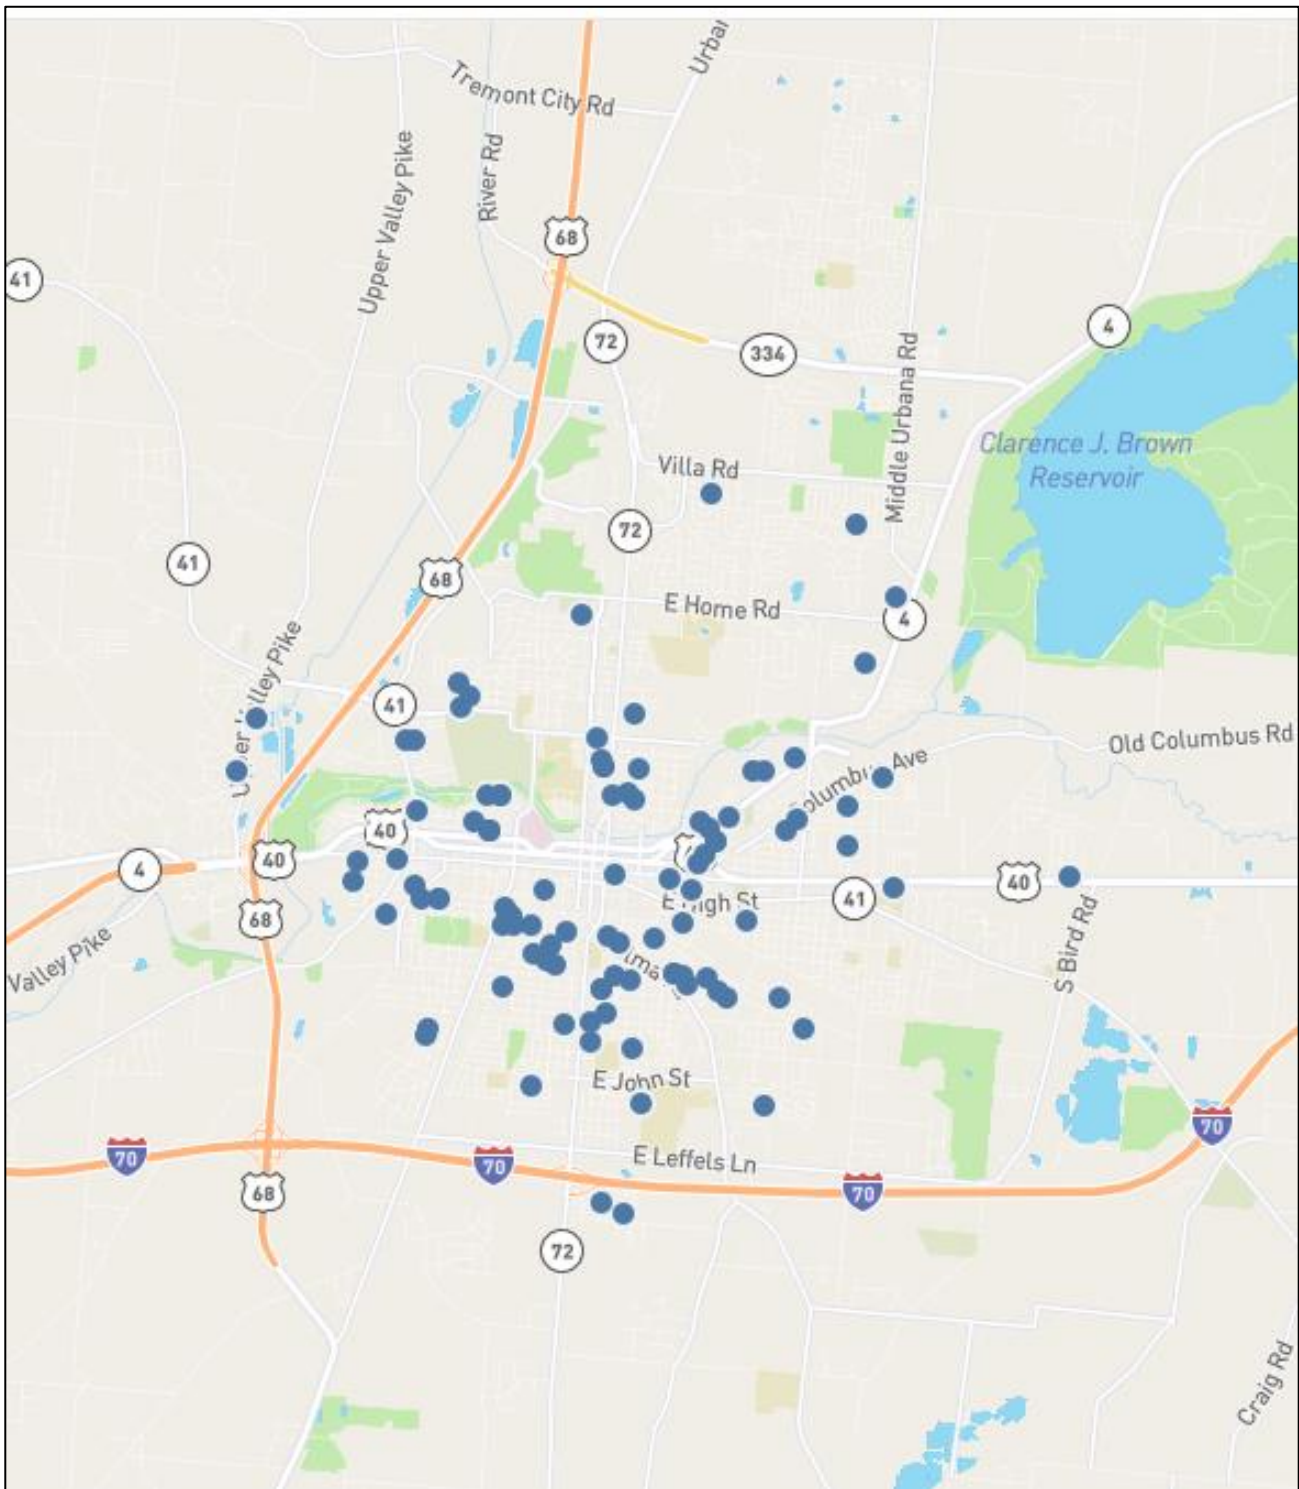 Tremont City Rd
Upper Valley Pike
River Rd
68
41
72
334
4
Middle Urbana Rd
Clarence J. Brown
Reservoir
Villa Rd
72
41
68
E Home Rd
4
Valley Pike
41
Old Columbus Rd
Ave
40
40
4
40
41
E High St
68
S Bird Rd
Valley Pike
E John St
70
70
E Leffels Ln
70
70
68
72
Craig Rd